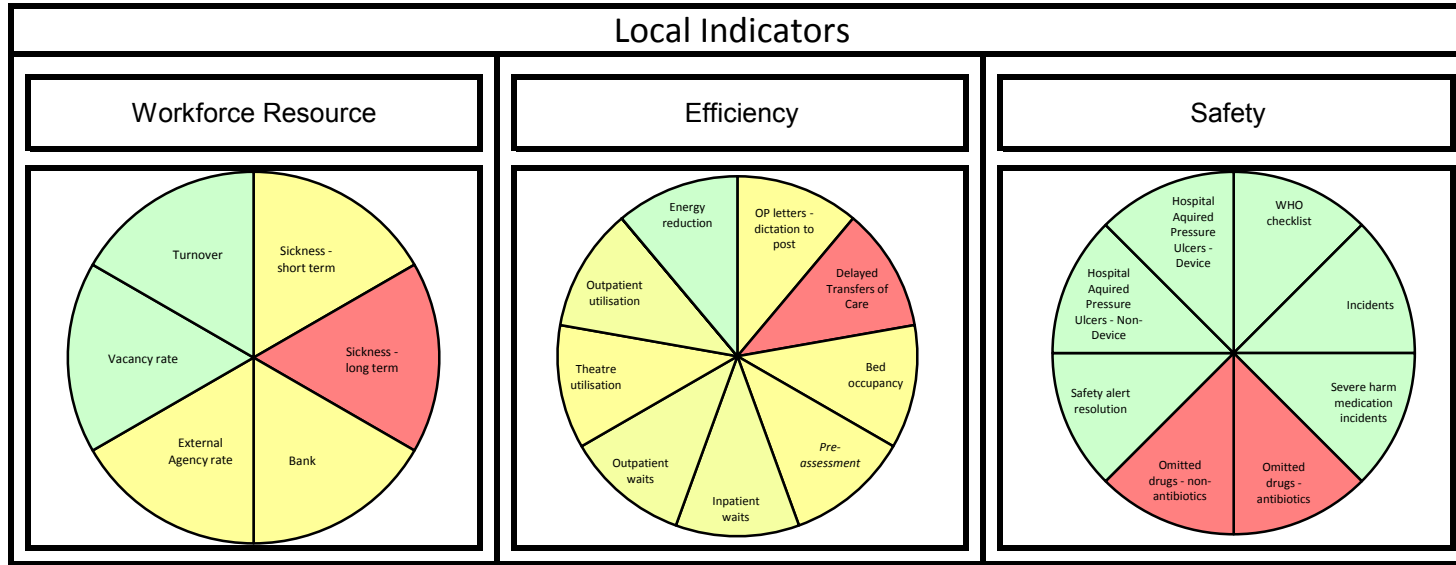 Local Indicators
Workforce Resource
Efficiency
Safety
Turnover
Sickness -
short term
Vacancy rate
Sickness -
long term
External
Agency rate
Bank
Energy
reduction
OP letters -
dictation to
post
Outpatient
utilisation
Delayed
Transfers of
Care
Theatre
utilisation
Bed
occupancy
Outpatient
waits
Pre-
assessment
Inpatient
waits
Hospital
Aquired
Pressure
Ulcers -
Device
WHO
checklist
Hospital
Aquired
Pressure
Ulcers - Non-
Device
Incidents
Safety alert
resolution
Severe harm
medication
incidents
Omitted
drugs - non-
antibiotics
Omitted
drugs -
antibiotics